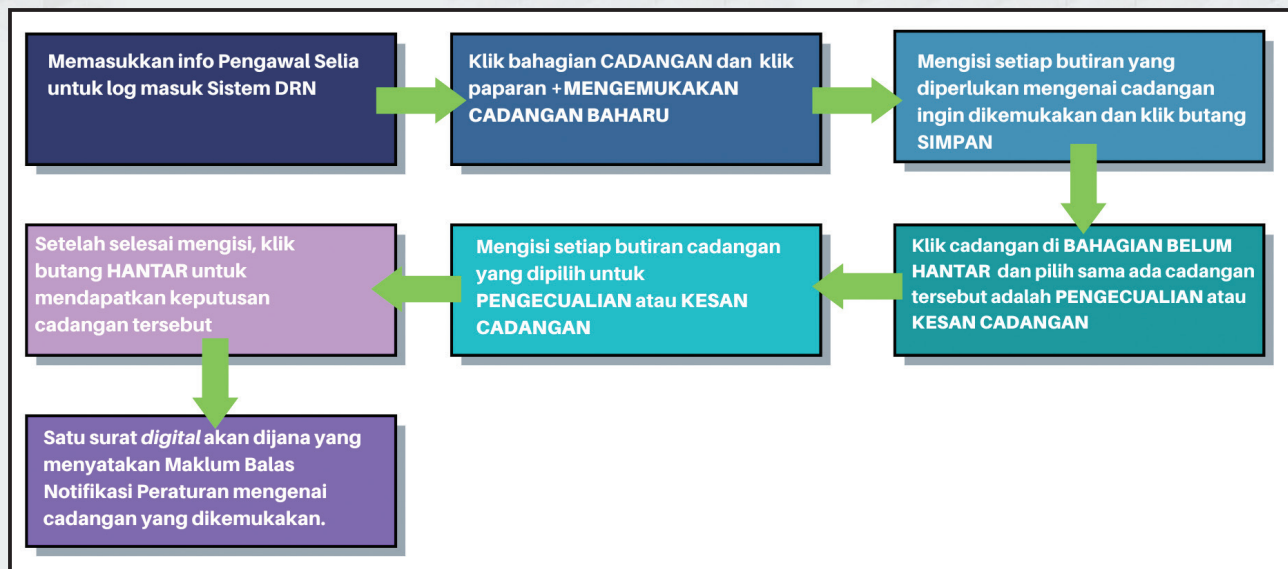 Memasukkan info Pengawal Selia
untuk log masuk Sistem DRN
Klik bahagian CADANGAN dan klik
paparan +MENGEMUKAKAN
CADANGAN BAHARU
Mengisi setiap butiran yang
diperlukan mengenai cadangan
ingin dikemukakan dan klik butang
SIMPAN
Klik cadangan di BAHAGIAN BELUM
HANTAR dan pilih sama ada cadangan
tersebut adalah PENGECUALIAN atau
KESAN CADANGAN
Mengisi setiap butiran cadangan
yang dipilih untuk
PENGECUALIAN atau KESAN
CADANGAN
Setelah selesai mengisi, klik
butang HANTAR untuk
mendapatkan keputusan
cadangan tersebut
Satu surat digital akan dijana yang
menyatakan Maklum Balas
Notifikasi Peraturan mengenai
cadangan yang dikemukakan.